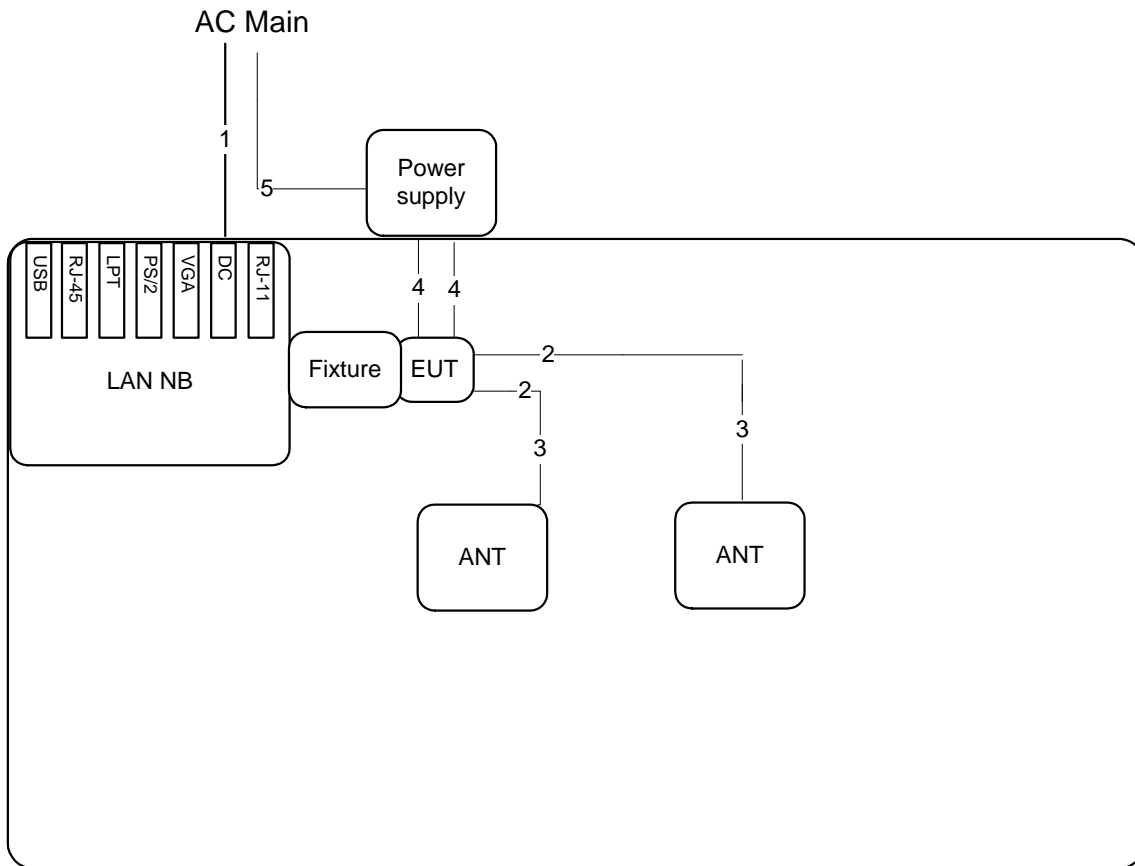 AC Main
1
5
Power
supply
USB
RJ-45
LPT
PS/2
VGA
DC
RJ-11
4
4
LAN NB
Fixture
EUT
2
2
3
3
ANT
ANT